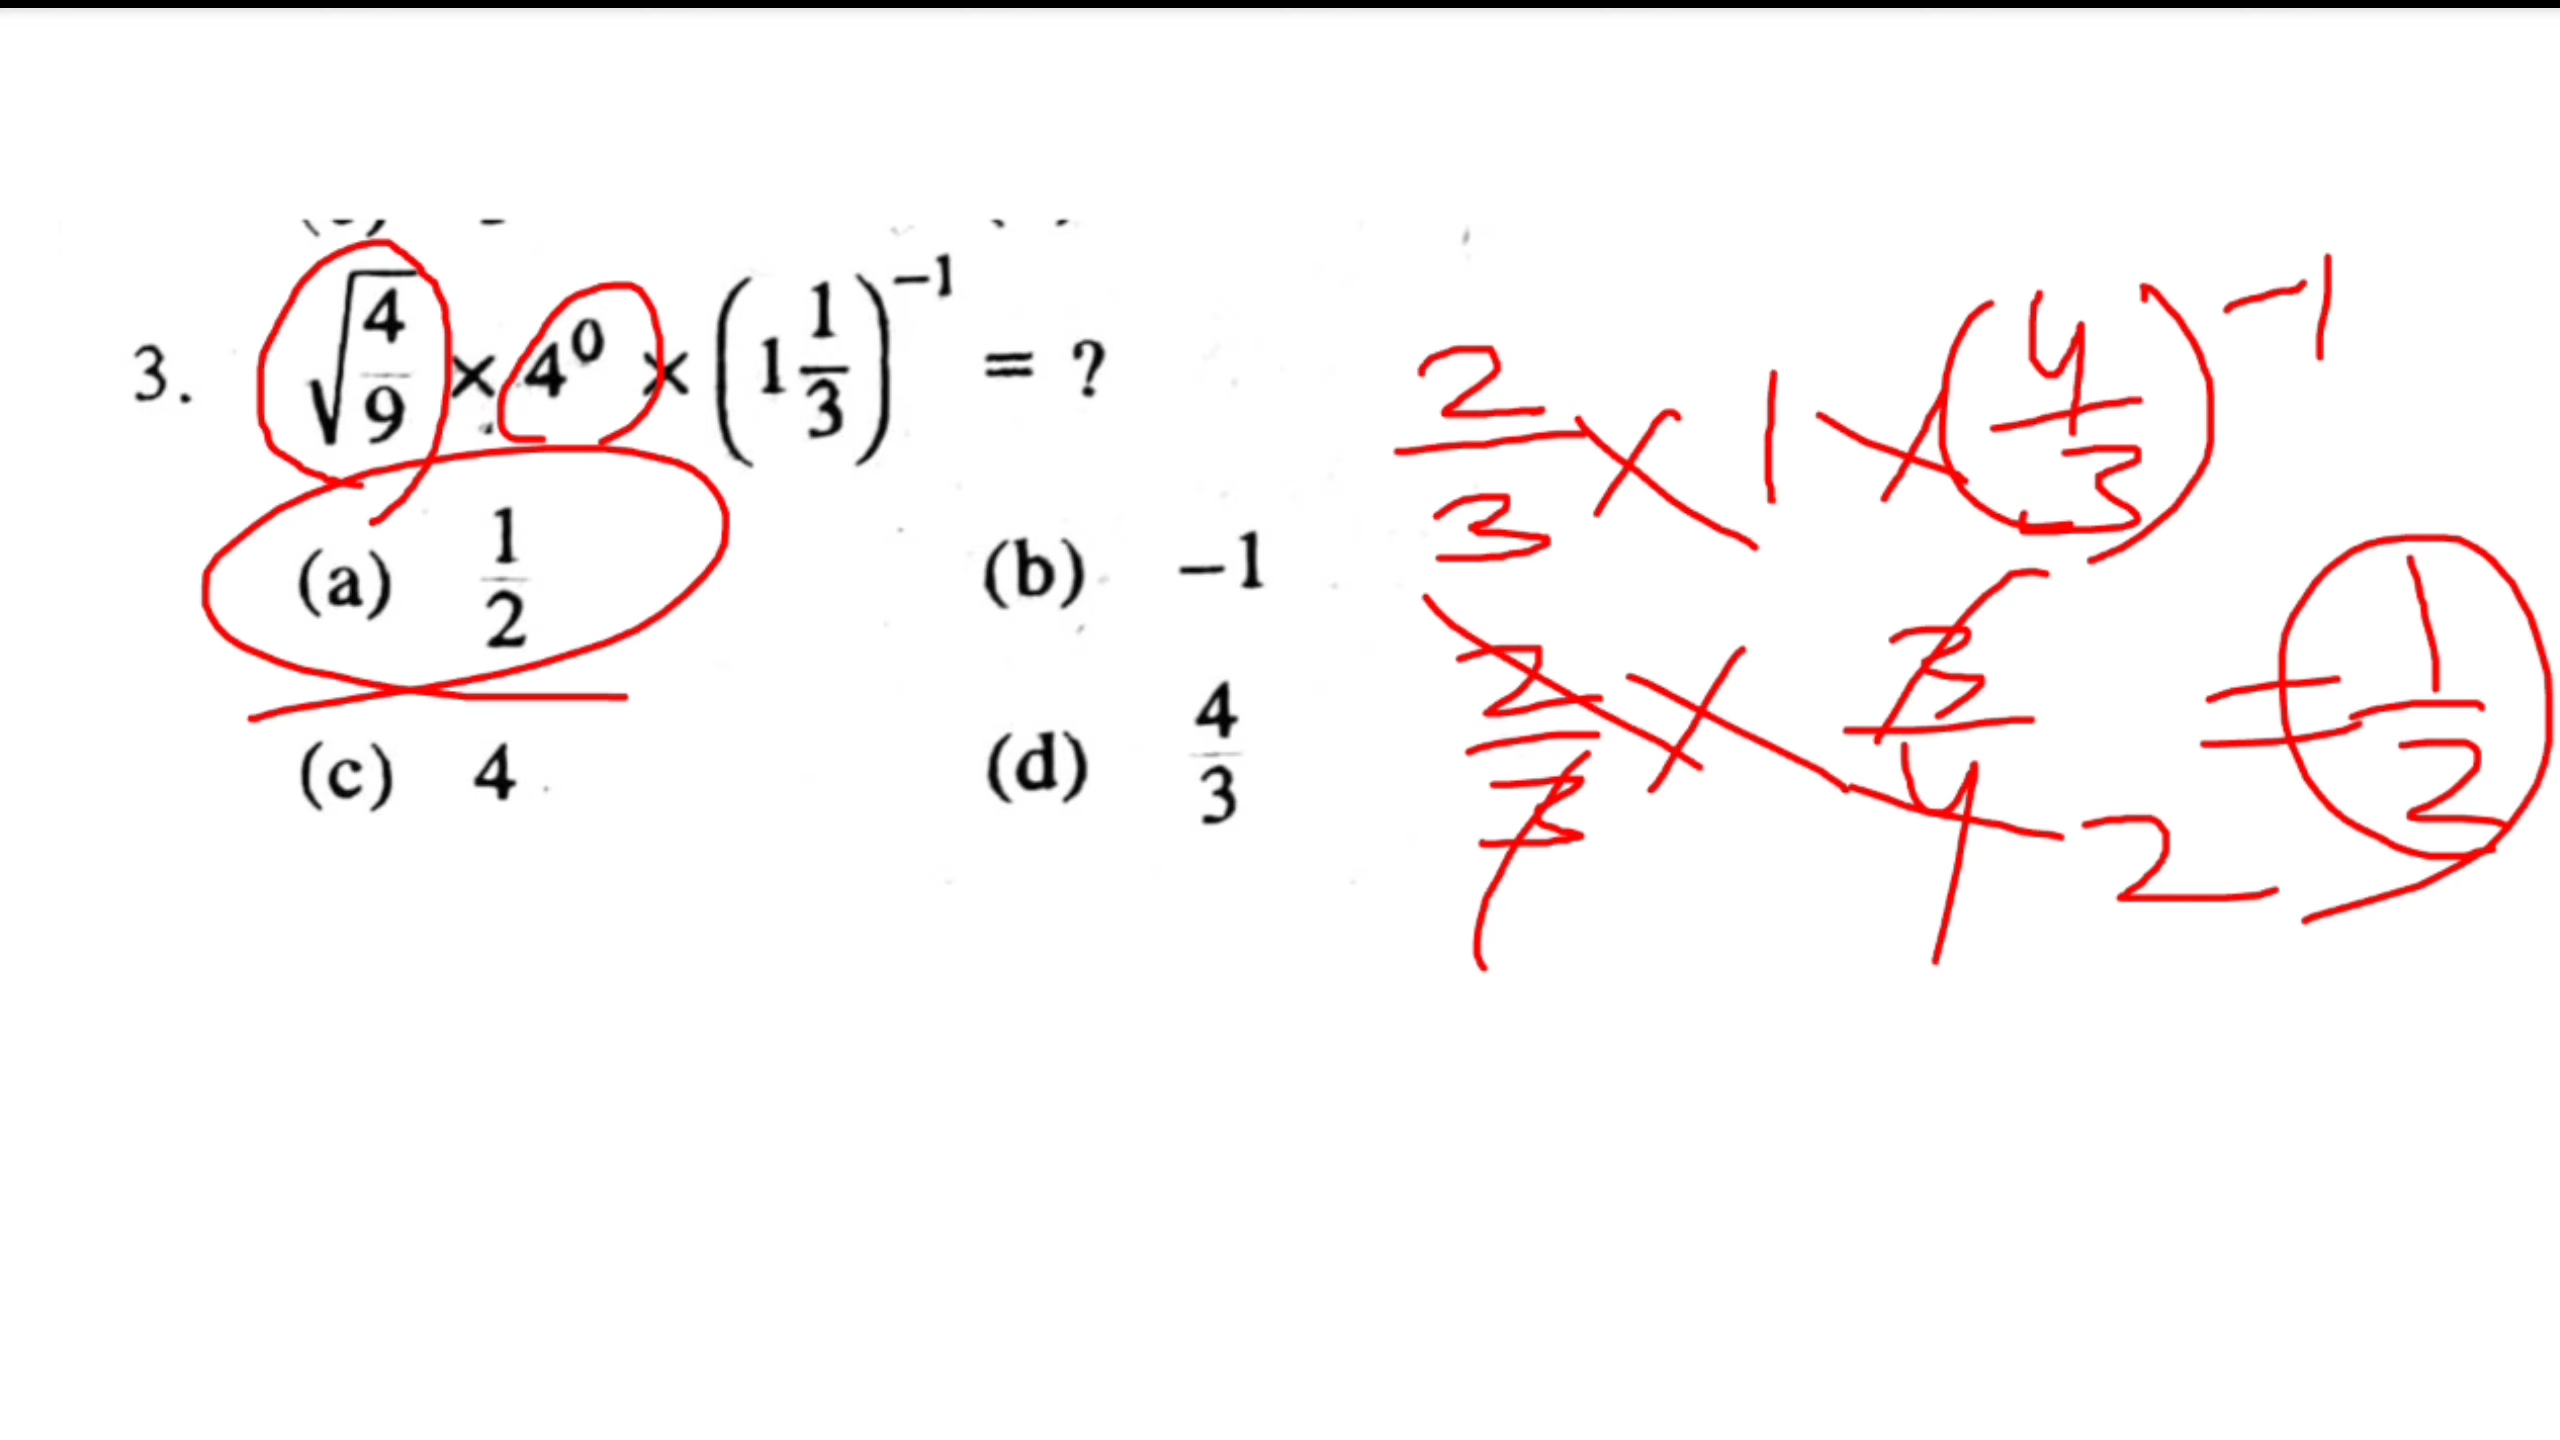 3. √(4/9) × 4⁰ × (1 1/3)⁻¹ = ?
(a) 1/2 (b) −1
(c) 4 (d) 4/3
2/3 × 1 × (4/3)⁻¹
2/3 × 3/4 2 = 1/2